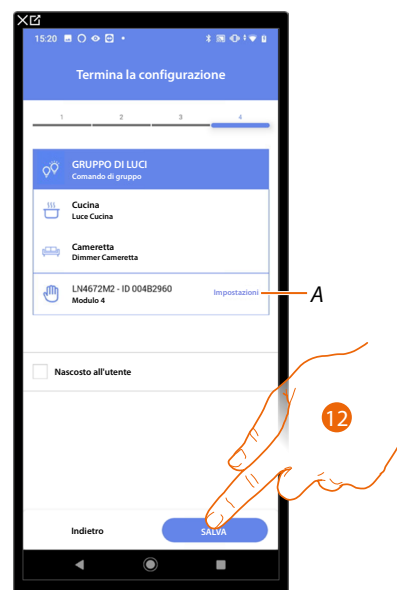 15:20
Termina la configurazione
1 2 3 4
GRUPPO DI LUCI
Comando di gruppo
Cucina
Luce Cucina
Cameretta
Dimmer Cameretta
LN4672M2 - ID 004B2960
Impostazioni
A
Modulo 4
Nascosto all'utente
12
Indietro
SALVA